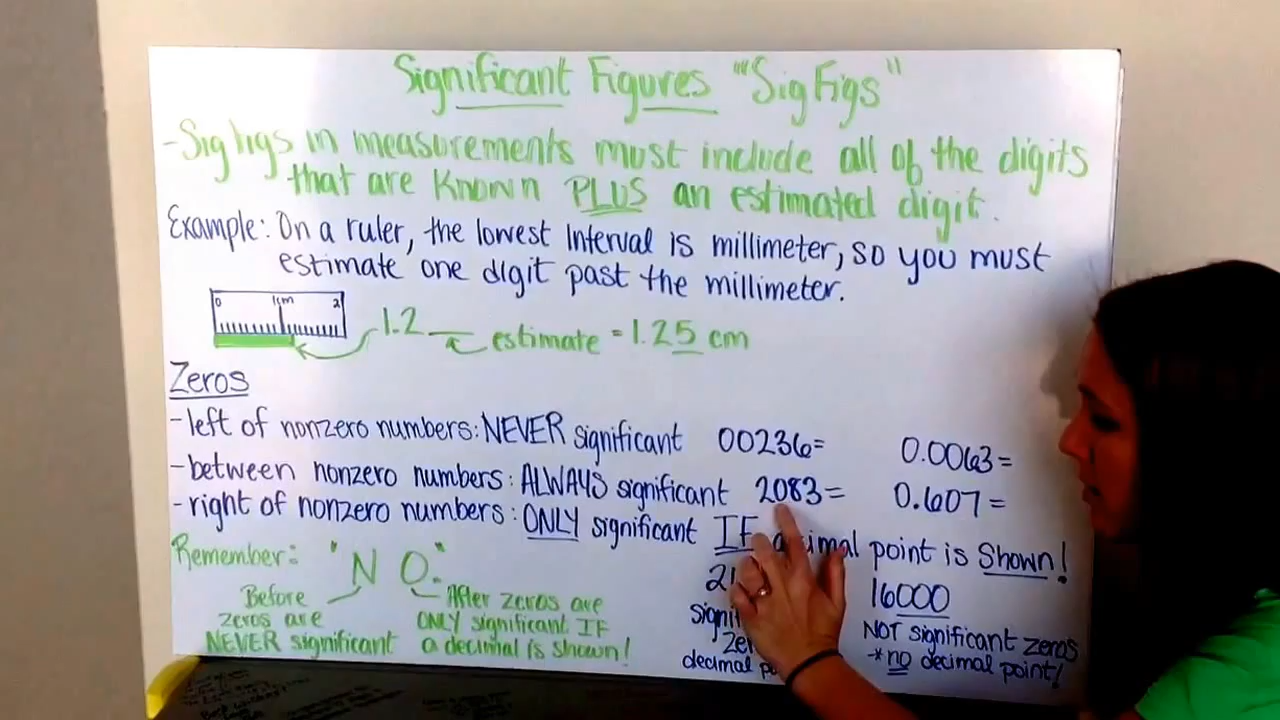 Significant Figures "Sig Figs"
- Sig figs in measurements must include all of the digits
that are known PLUS an estimated digit.
Example: On a ruler, the lowest interval is millimeter, so you must
estimate one digit past the millimeter.
0 1cm 2
1.2__ estimate = 1.25 cm
Zeros
- left of nonzero numbers: NEVER significant 00236= 0.0063=
- between nonzero numbers: ALWAYS significant 2083= 0.607=
- right of nonzero numbers: ONLY significant IF point is shown!
Remember: "N O."
Before
zeros are
NEVER significant
After zeros are
ONLY significant IF
a decimal is shown!
decimal
16000
NOT significant zeros
*no decimal point!